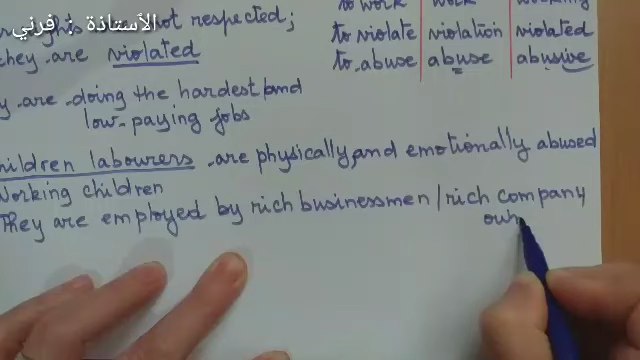 الأستاذة : فرني
not respected;
they are violated
to work work working
to violate violation violated
to abuse abuse abusive
are doing the hardest and
low-paying jobs
children labourers are physically and emotionally abused
Working children
They are employed by rich businessmen / rich company
own